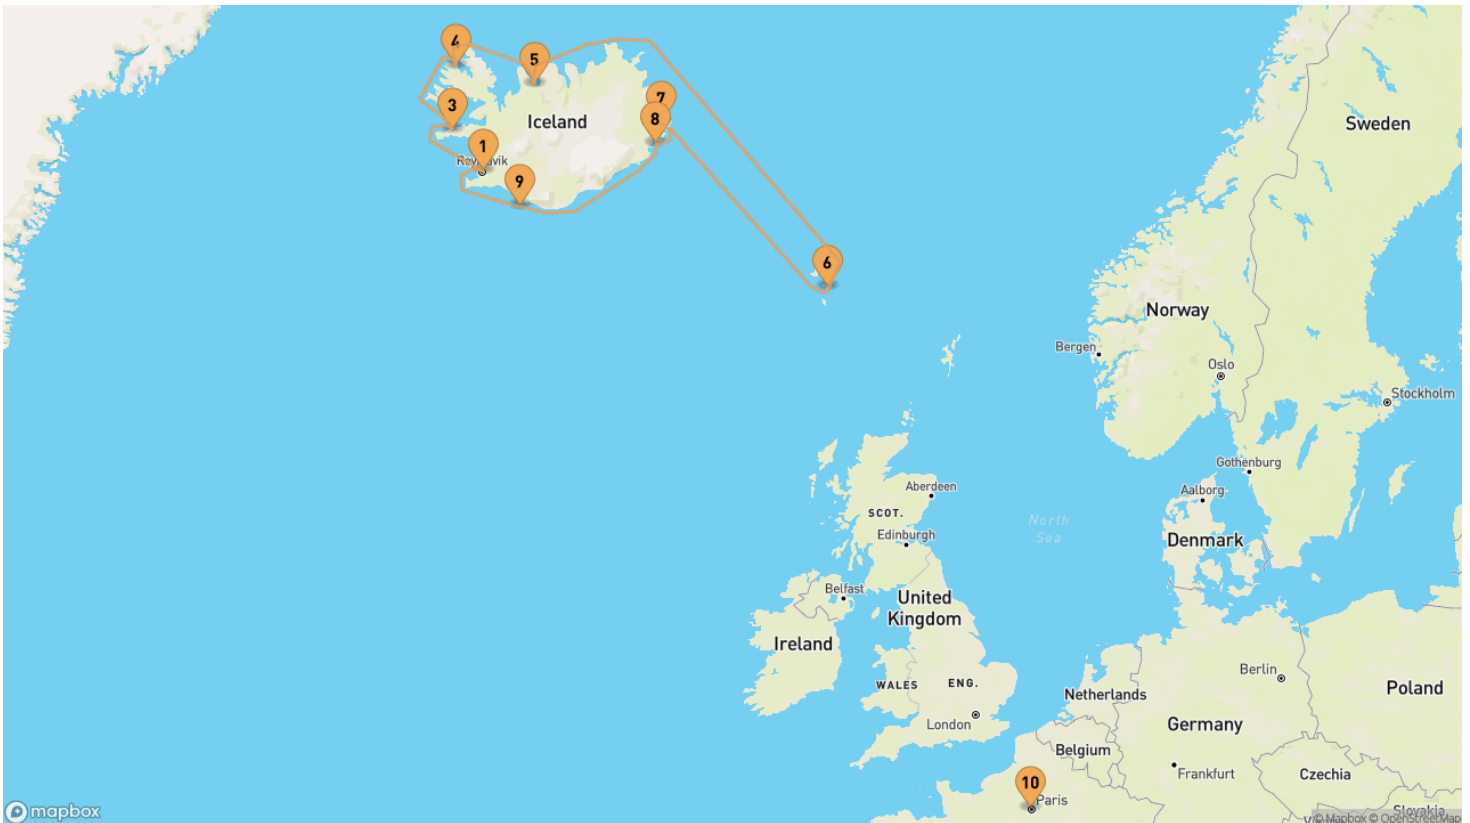 4
5
3
7
8
Iceland
Sweden
1
Reykjavik
9
6
Norway
Bergen
Oslo
Stockholm
Gothenburg
Aalborg
Aberdeen
SCOT.
North
Sea
Edinburgh
Denmark
Belfast
United
Kingdom
Ireland
Berlin
WALES
ENG.
Netherlands
Poland
London
Germany
Belgium
Frankfurt
Czechia
10
Paris
mapbox
Slovakia
© Mapbox © OpenStreetMap